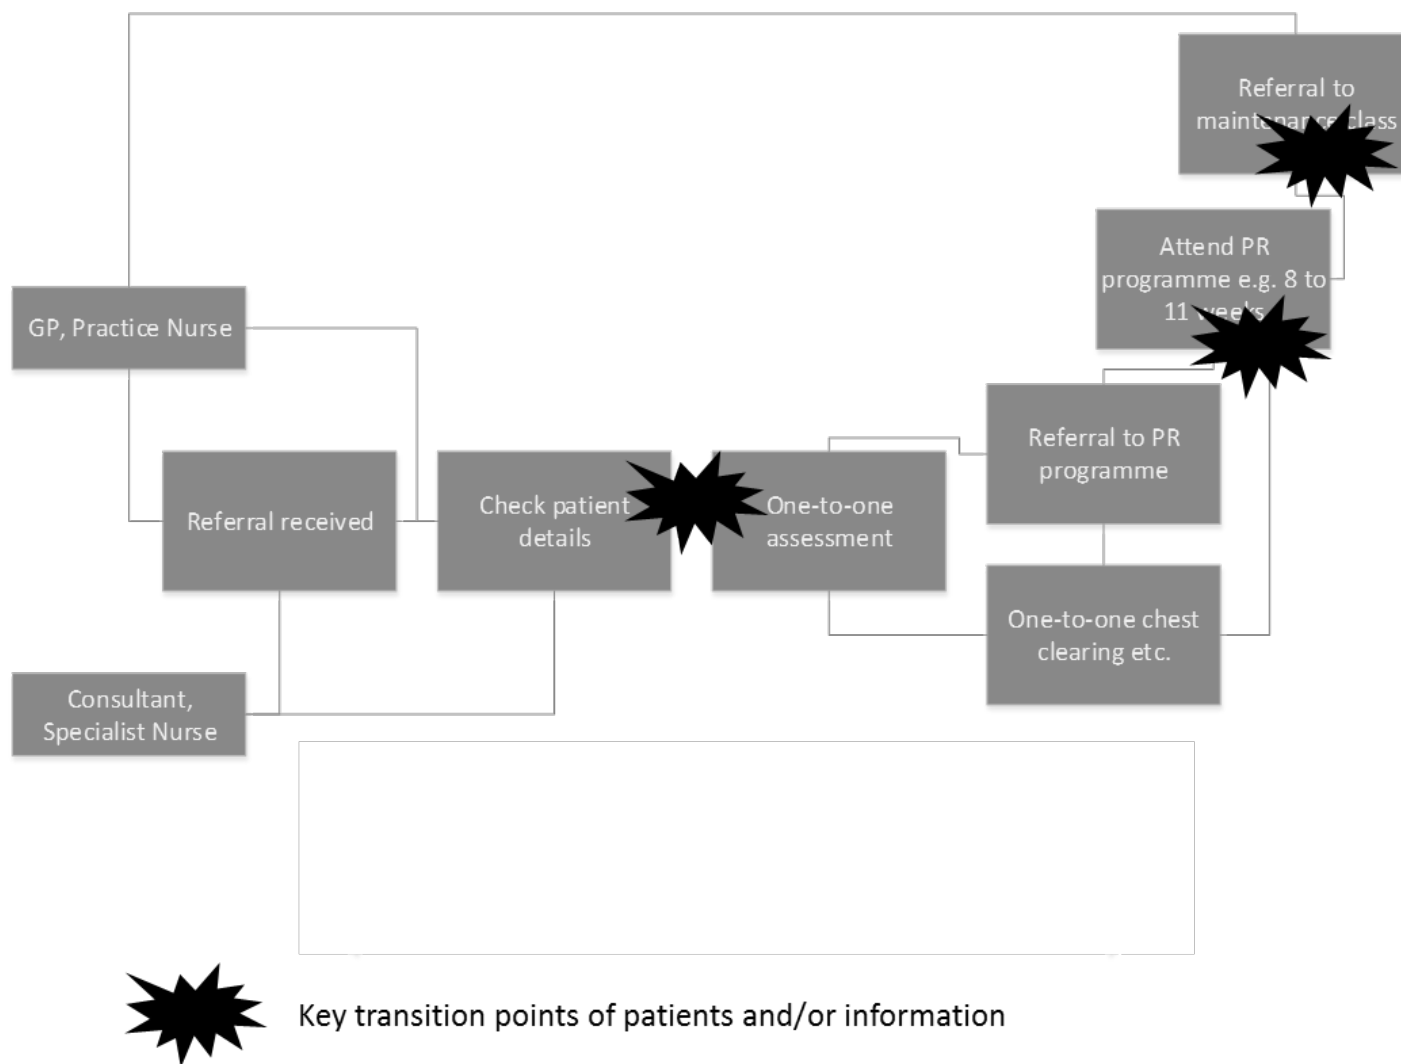 Referral to
maintenance class
Attend PR
programme e.g. 8 to
11 weeks
GP, Practice Nurse
Referral to PR
programme
Referral received
Check patient
details
One-to-one
assessment
One-to-one chest
clearing etc.
Consultant,
Specialist Nurse
Key transition points of patients and/or information